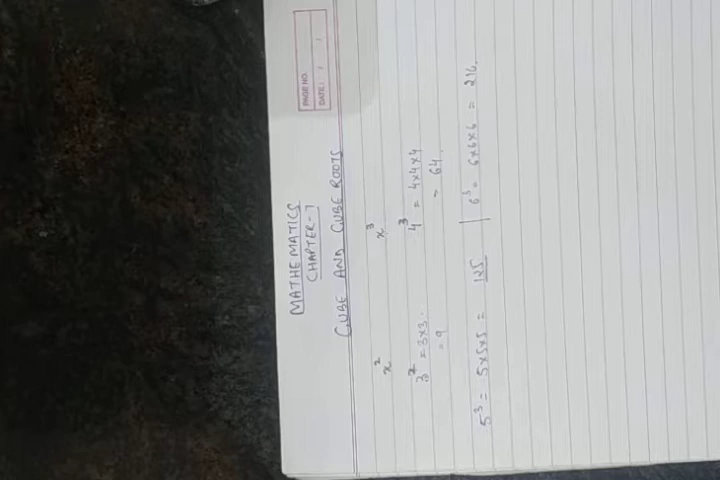 PAGE NO.
DATE: / /
MATHEMATICS
CHAPTER-7
CUBE AND CUBE ROOTS
x² x³
3² = 3×3. 4³ = 4×4×4
= 9 = 64.
5³ = 5×5×5 = 125 | 6³ = 6×6×6 = 216.